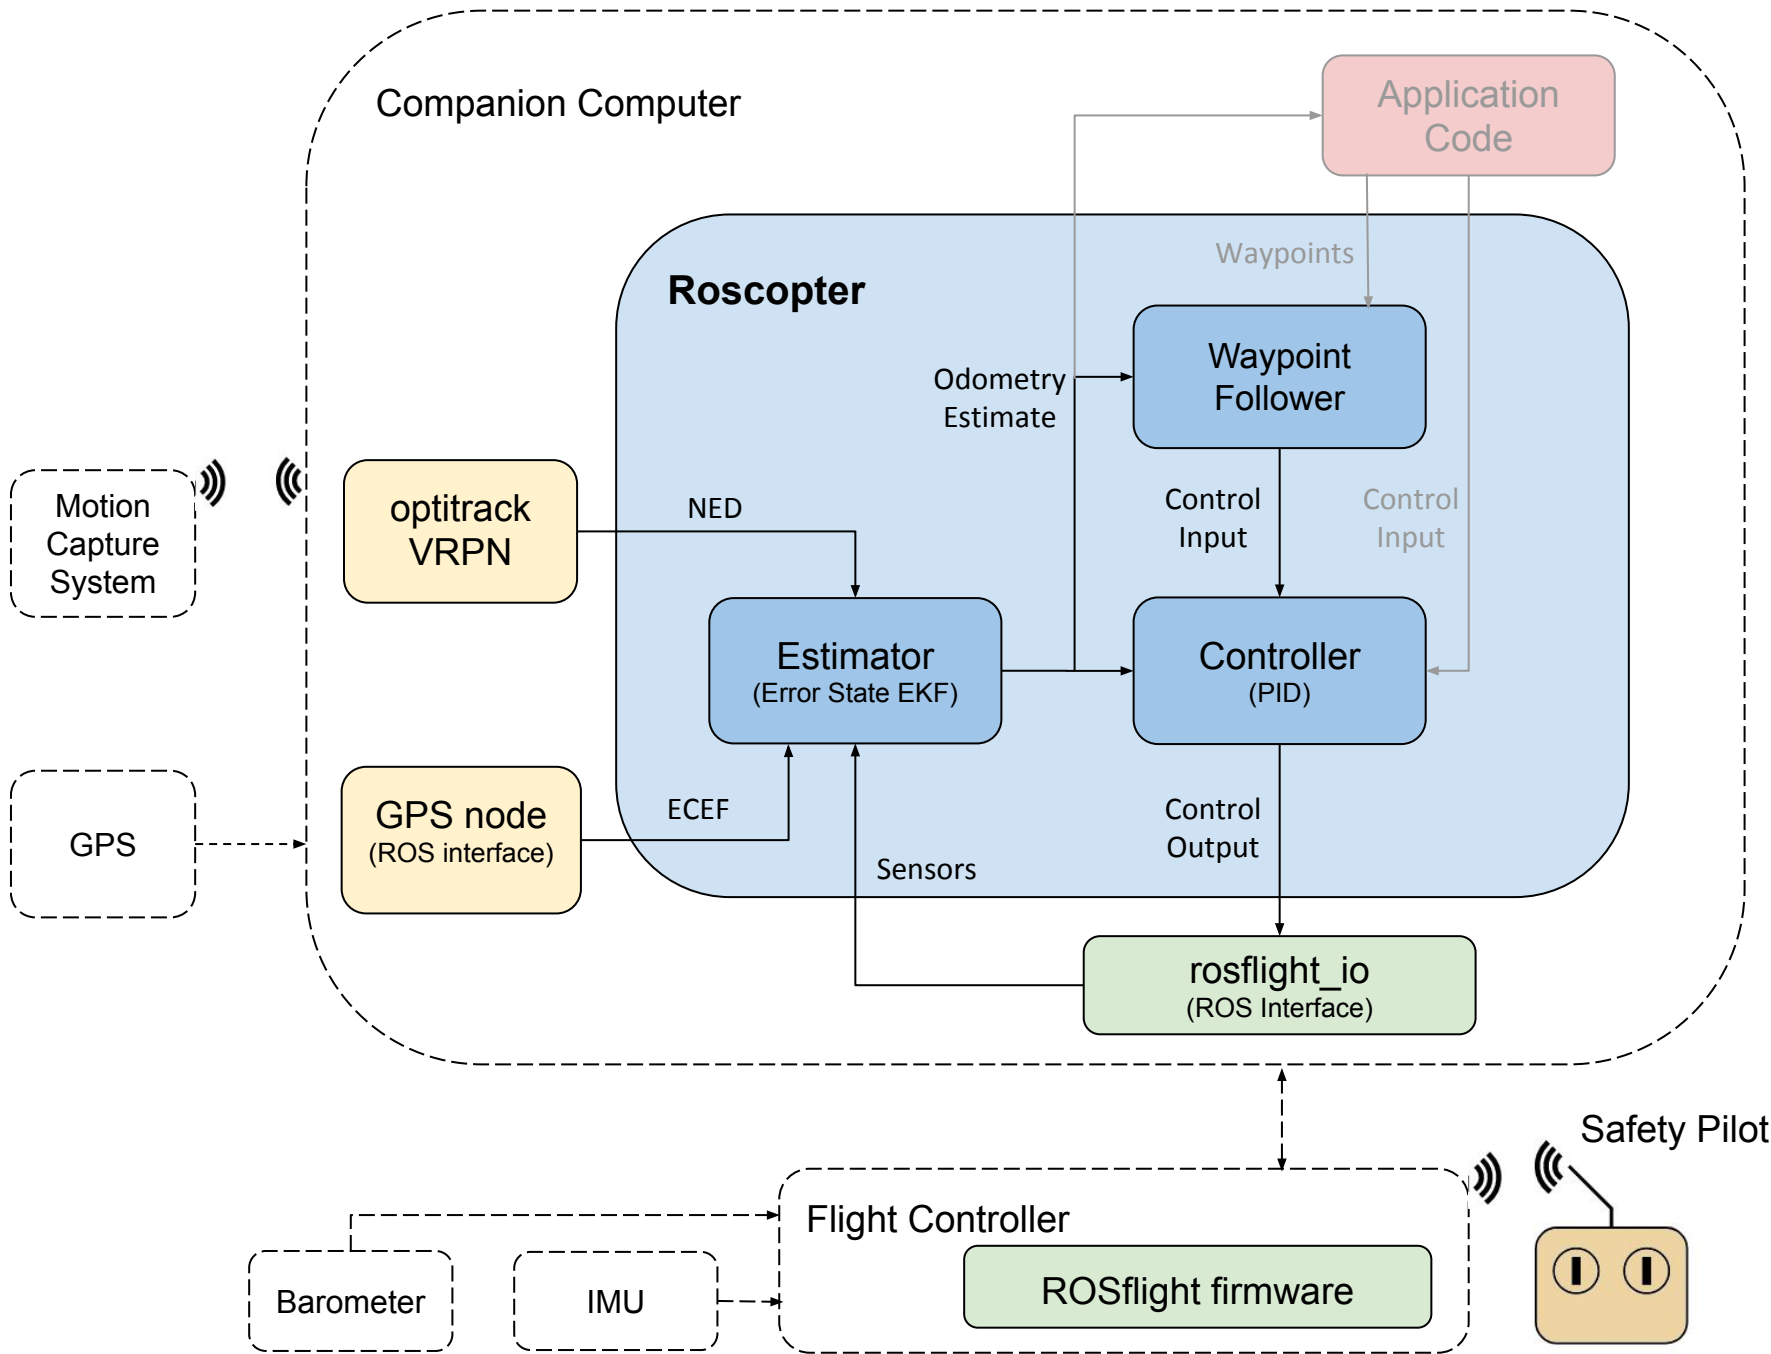 Companion Computer
Application
Code
Waypoints
Roscopter
Waypoint
Follower
Odometry
Estimate
Motion
Capture
System
optitrack
VRPN
NED
Control
Input
Control
Input
Estimator
(Error State EKF)
Controller
(PID)
GPS
GPS node
(ROS interface)
ECEF
Sensors
Control
Output
rosflight_io
(ROS Interface)
Safety Pilot
Flight Controller
Barometer
IMU
ROSflight firmware